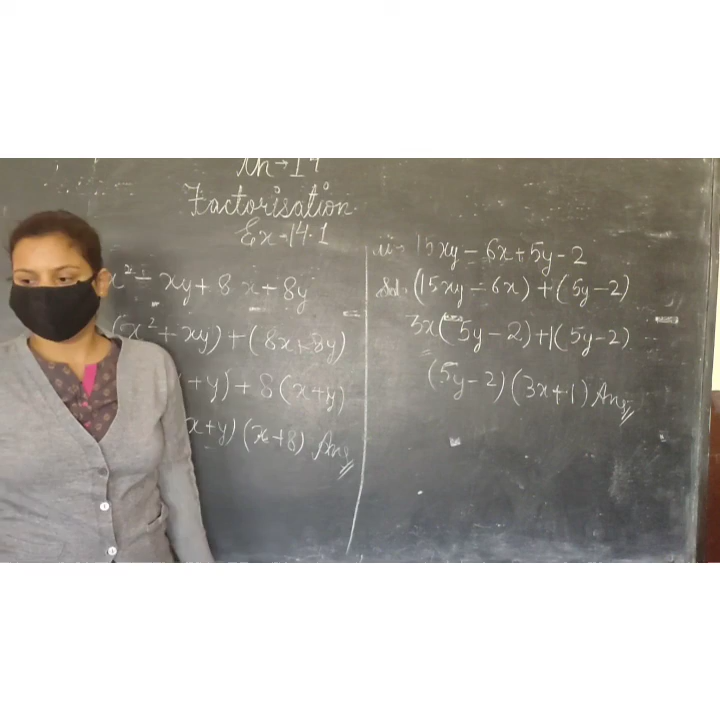 Ch → 14
Factorisation
Ex → 14.1
x² + xy + 8x + 8y
(x² + xy) + (8x + 8y)
+ y) + 8 (x + y)
x + y) (x + 8) Ans
ii → 15xy – 6x + 5y – 2
Sol. (15xy – 6x) + (5y – 2)
3x (5y – 2) + 1 (5y – 2)
(5y – 2) (3x + 1) Ans